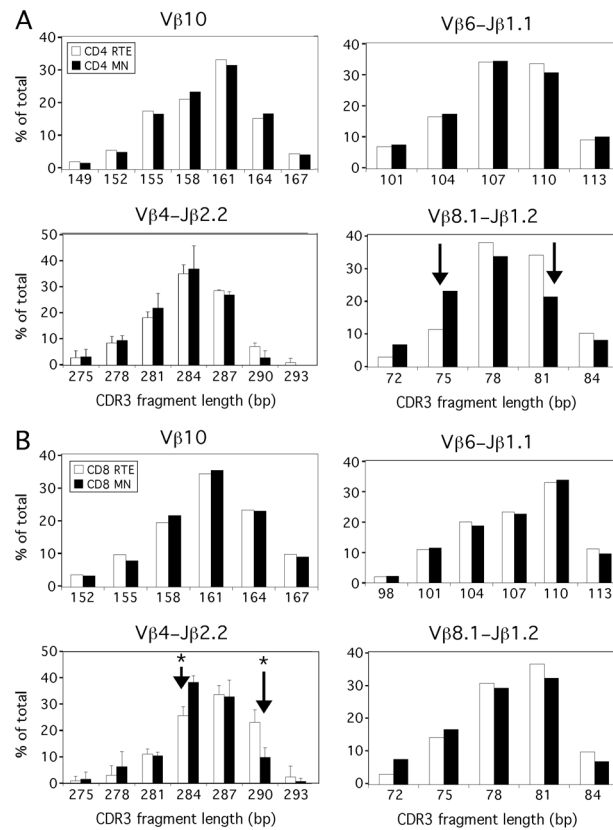 A
Vβ10
Vβ6–Jβ1.1
% of total
40
30
20
10
0
CD4 RTE
CD4 MN
149 152 155 158 161 164 167
40
30
20
10
0
101 104 107 110 113
Vβ4–Jβ2.2
Vβ8.1–Jβ1.2
% of total
50
40
30
20
10
0
275 278 281 284 287 290 293
CDR3 fragment length (bp)
40
30
20
10
0
72 75 78 81 84
CDR3 fragment length (bp)
B
Vβ10
Vβ6–Jβ1.1
% of total
40
30
20
10
0
CD8 RTE
CD8 MN
152 155 158 161 164 167
40
30
20
10
0
98 101 104 107 110 113
Vβ4–Jβ2.2
Vβ8.1–Jβ1.2
% of total
50
40
30
20
10
0
* *
275 278 281 284 287 290 293
CDR3 fragment length (bp)
40
30
20
10
0
72 75 78 81 84
CDR3 fragment length (bp)